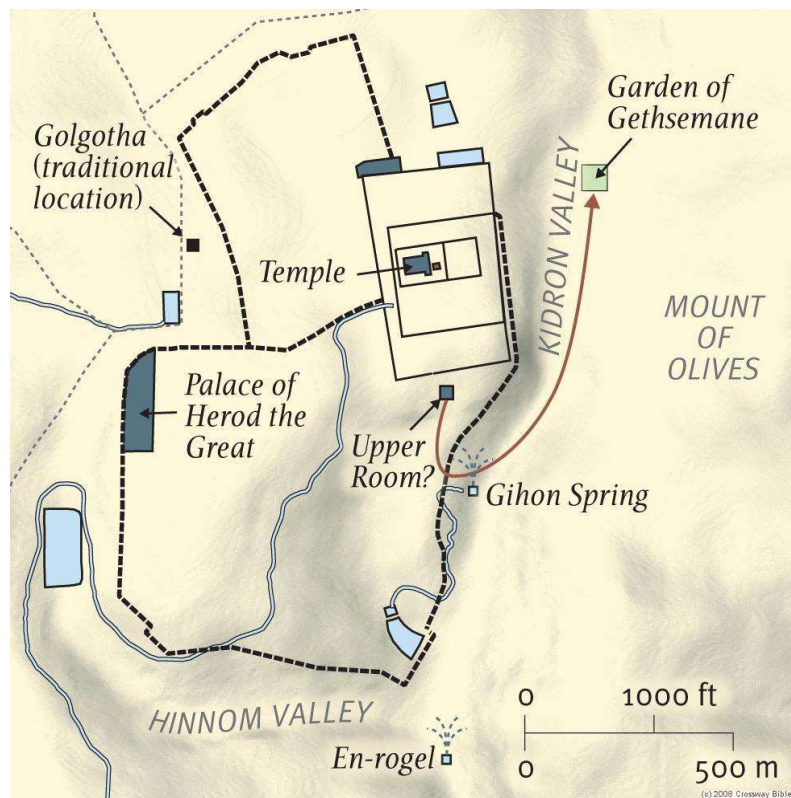 Garden of
Gethsemane
Golgotha
(traditional
location)
KIDRON VALLEY
Temple
MOUNT
OF
OLIVES
Palace of
Herod the
Great
Upper
Room?
Gihon Spring
HINNOM VALLEY
0 1000 ft
En-rogel
0 500 m
(c) 2008 Crossway Bible